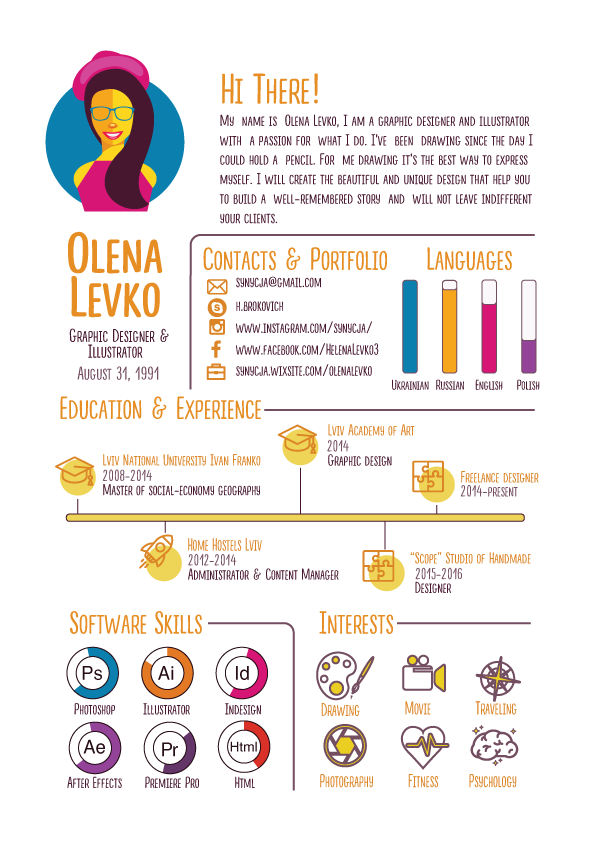 Hi There!
My name is Olena Levko, I am a graphic designer and illustrator
with a passion for what I do. I've been drawing since the day I
could hold a pencil. For me drawing it's the best way to express
myself. I will create the beautiful and unique design that help you
to build a well-remembered story and will not leave indifferent
your clients.
Olena
Levko
Graphic Designer &
Illustrator
August 31, 1991
Contacts & Portfolio
synycja@gmail.com
h.brokovich
www.instagram.com/synycja/
www.facebook.com/HelenaLevko3
synycja.wixsite.com/olenalevko
Languages
Ukrainian Russian English Polish
Education & Experience
Lviv National University Ivan Franko
2008-2014
Master of social-economy geography
Lviv Academy of Art
2014
Graphic design
Freelance designer
2014-present
Home Hostels Lviv
2012-2014
Administrator & Content Manager
"Scope" Studio of Handmade
2015-2016
Designer
Software Skills
Ps Ai Id
Photoshop Illustrator Indesign
Ae Pr Html
After Effects Premiere Pro Html
Interests
Drawing Movie Traveling
Photography Fitness Psychology